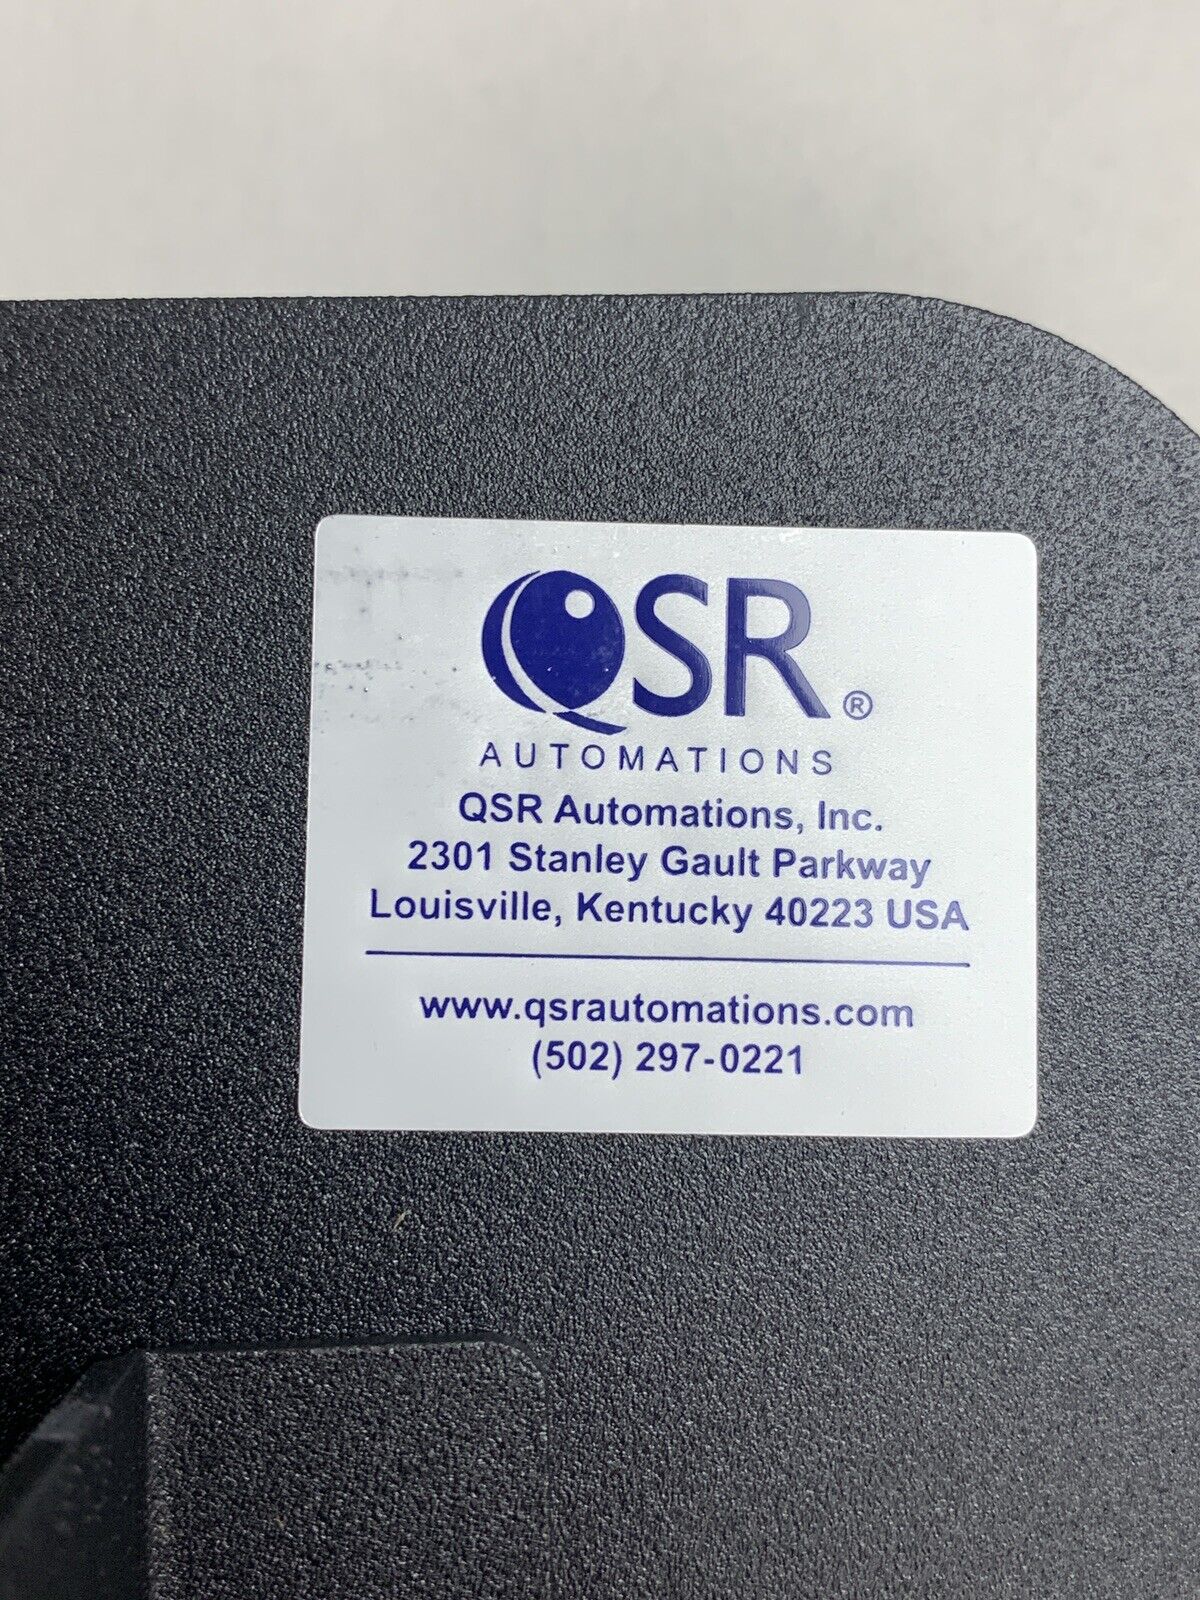 QSR®
AUTOMATIONS
QSR Automations, Inc.
2301 Stanley Gault Parkway
Louisville, Kentucky 40223 USA
www.qsrautomations.com
(502) 297-0221